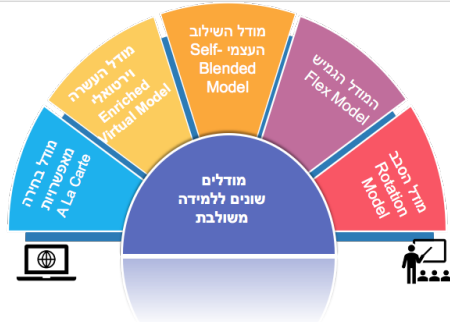 מודל הסבב
Rotation
Model
המודל הגמיש
Flex Model
מודל השילוב
העצמי Self-
Blended
Model
מודל העשרה
וירטואלי
Enriched
Virtual Model
מודל בחירה
מאפשריות
A La Carte
מודלים
שונים ללמידה
משולבת